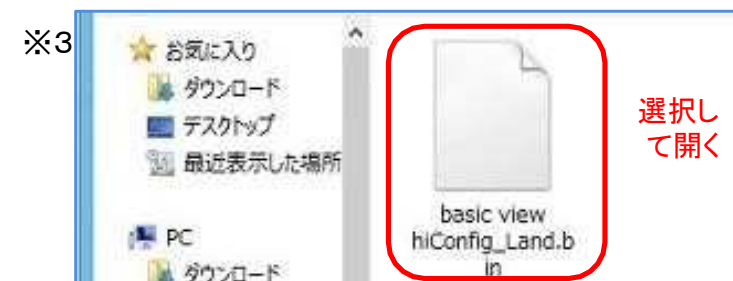 ※3
お気に入り
ダウンロード
デスクトップ
最近表示した場所
PC
ダウンロード
basic view
hiConfig_Land.b
in
選択し
て開く